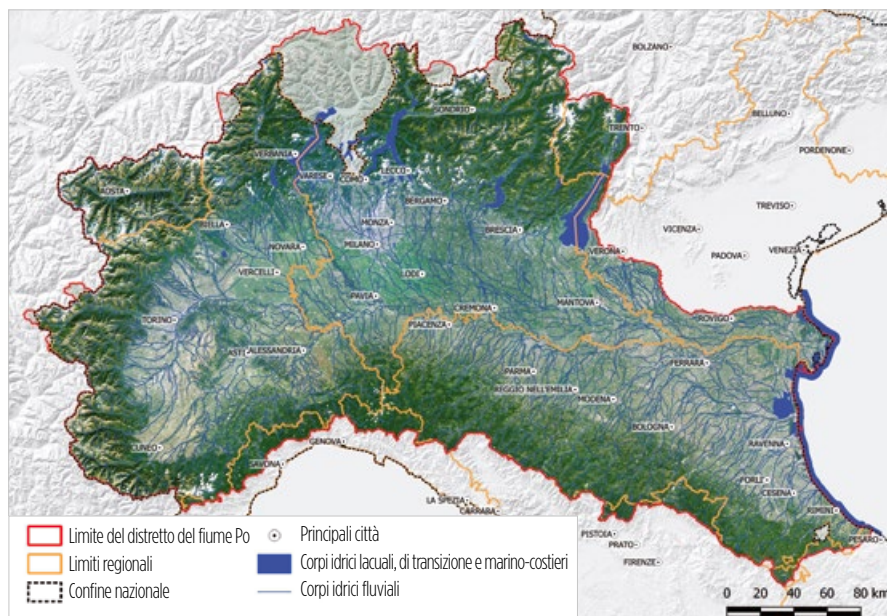 BOLZANO
SONDRIO
BELLUNO
TRENTO
PORDENONE
VERBANIA
VARESE
COMO
LECCO
AOSTA
TREVISO
BERGAMO
BIELLA
MONZA
BRESCIA
VICENZA
NOVARA
MILANO
VERONA
PADOVA
VENEZIA
VERCELLI
LODI
PAVIA
CREMONA
MANTOVA
TORINO
PIACENZA
ROVIGO
ASTI
ALESSANDRIA
FERRARA
PARMA
REGGIO NELL'EMILIA
MODENA
BOLOGNA
CUNEO
GENOVA
RAVENNA
SAVONA
FORLI
CESENA
LA SPEZIA
RIMINI
CARRARA
PISTOIA
PESARO
PRATO
FIRENZE
Limite del distretto del fiume Po
Principali città
Limiti regionali
Corpi idrici lacuali, di transizione e marino-costieri
Confine nazionale
Corpi idrici fluviali
0 20 40 60 80 km